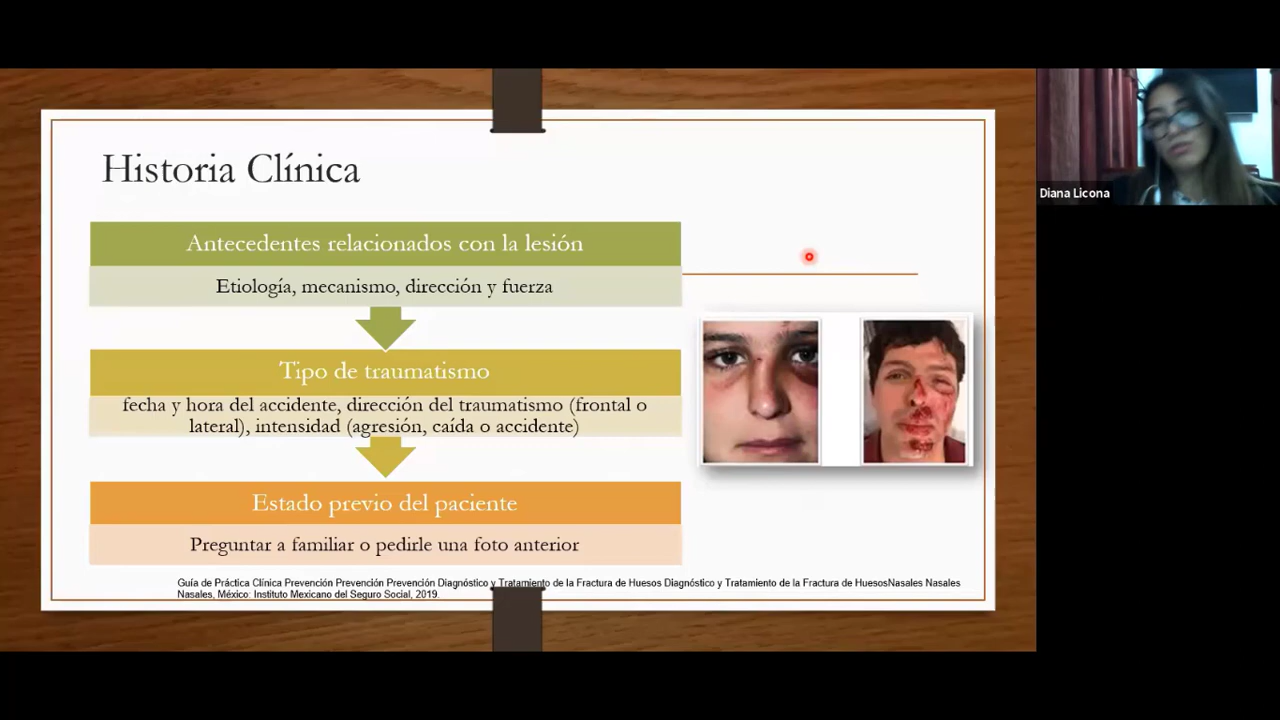 Historia Clínica
Antecedentes relacionados con la lesión
Etiología, mecanismo, dirección y fuerza
Tipo de traumatismo
fecha y hora del accidente, dirección del traumatismo (frontal o
lateral), intensidad (agresión, caída o accidente)
Estado previo del paciente
Preguntar a familiar o pedirle una foto anterior
Guía de Práctica Clínica Prevención Prevención Prevención Diagnóstico y Tratamiento de la Fractura de Huesos Diagnóstico y Tratamiento de la Fractura de HuesosNasales Nasales
Nasales, México: Instituto Mexicano del Seguro Social, 2019.
Diana Licona